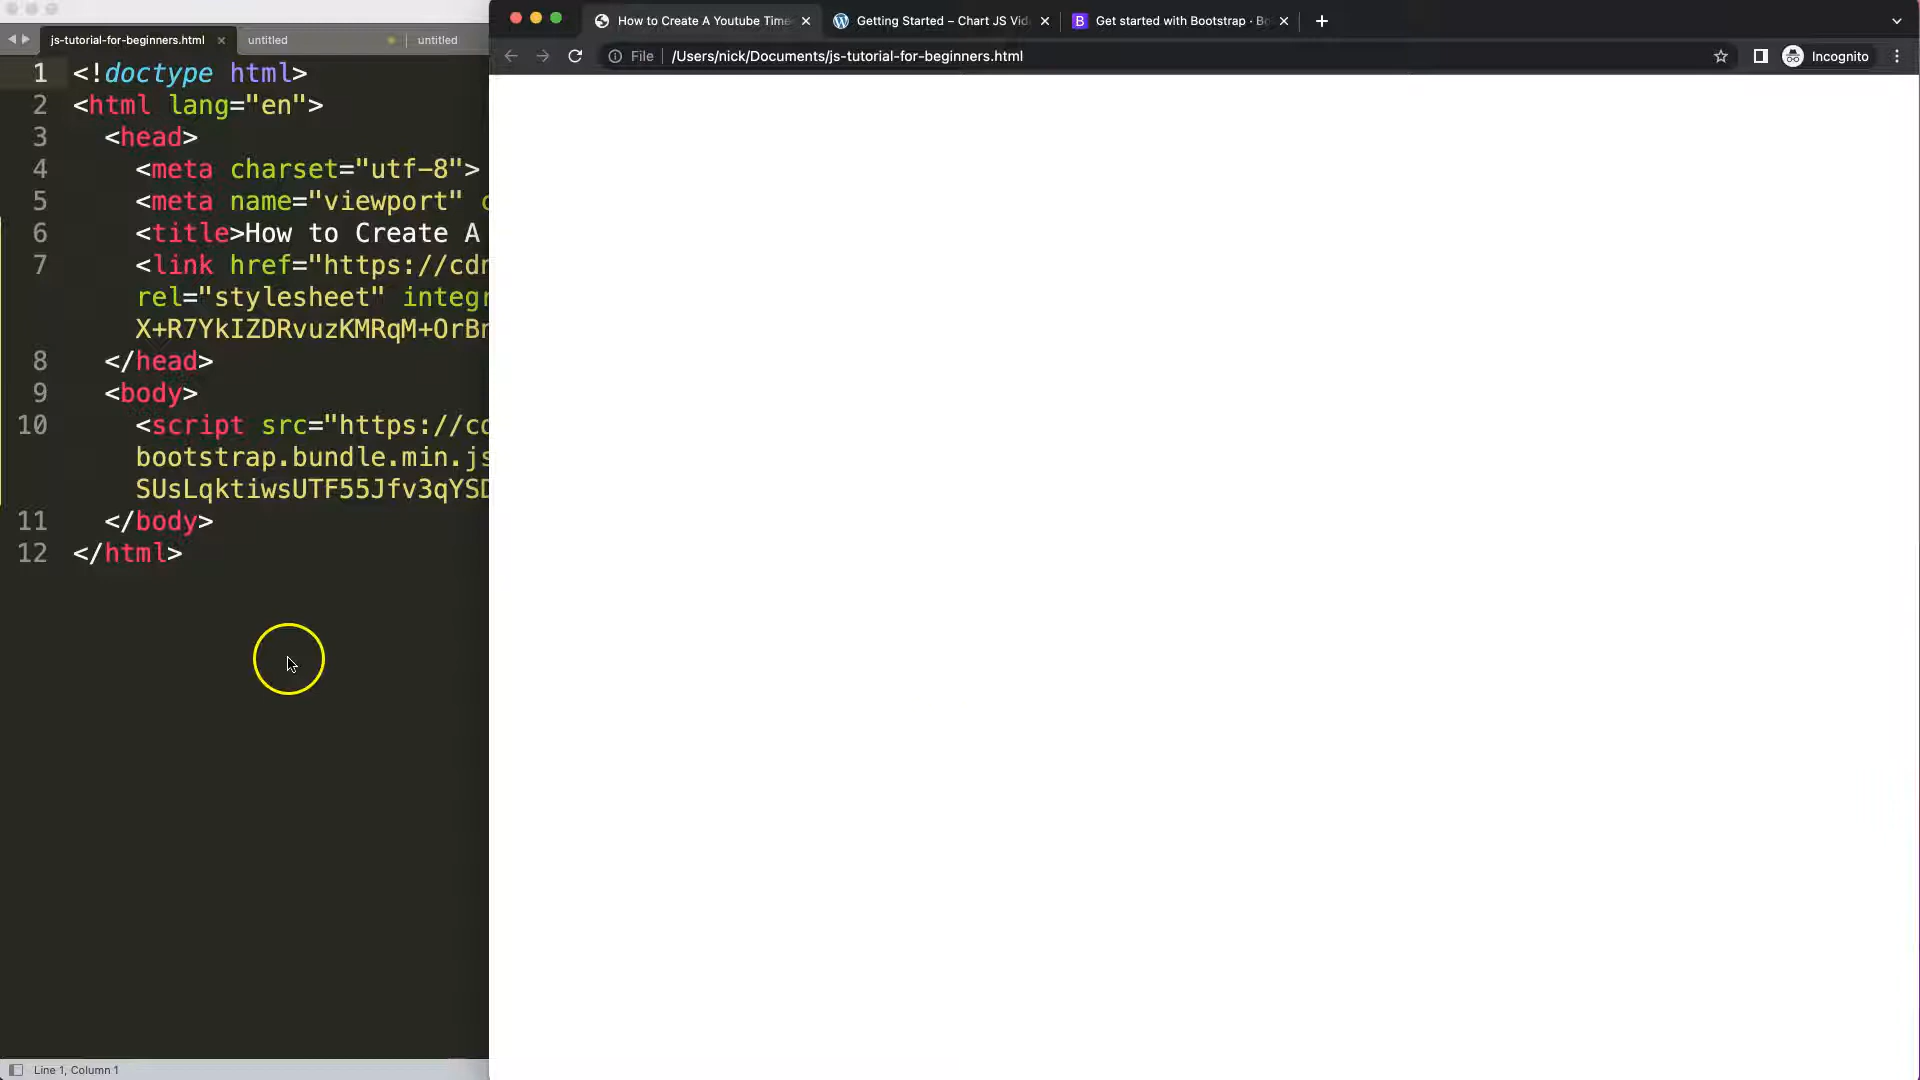 js-tutorial-for-beginners.html
untitled
untitled
How to Create A Youtube Time
Getting Started – Chart JS Vid
Get started with Bootstrap · Bo
File
/Users/nick/Documents/js-tutorial-for-beginners.html
Incognito
1 <!doctype html>
2 <html lang="en">
3 <head>
4 <meta charset="utf-8">
5 <meta name="viewport" c
6 <title>How to Create A
7 <link href="https://cdn
rel="stylesheet" integr
X+R7YkIZDRvuzKMRqM+OrBn
8 </head>
9 <body>
10 <script src="https://cd
bootstrap.bundle.min.js
SUsLqktiwsUTF55Jfv3qYSD
11 </body>
12 </html>
Line 1, Column 1